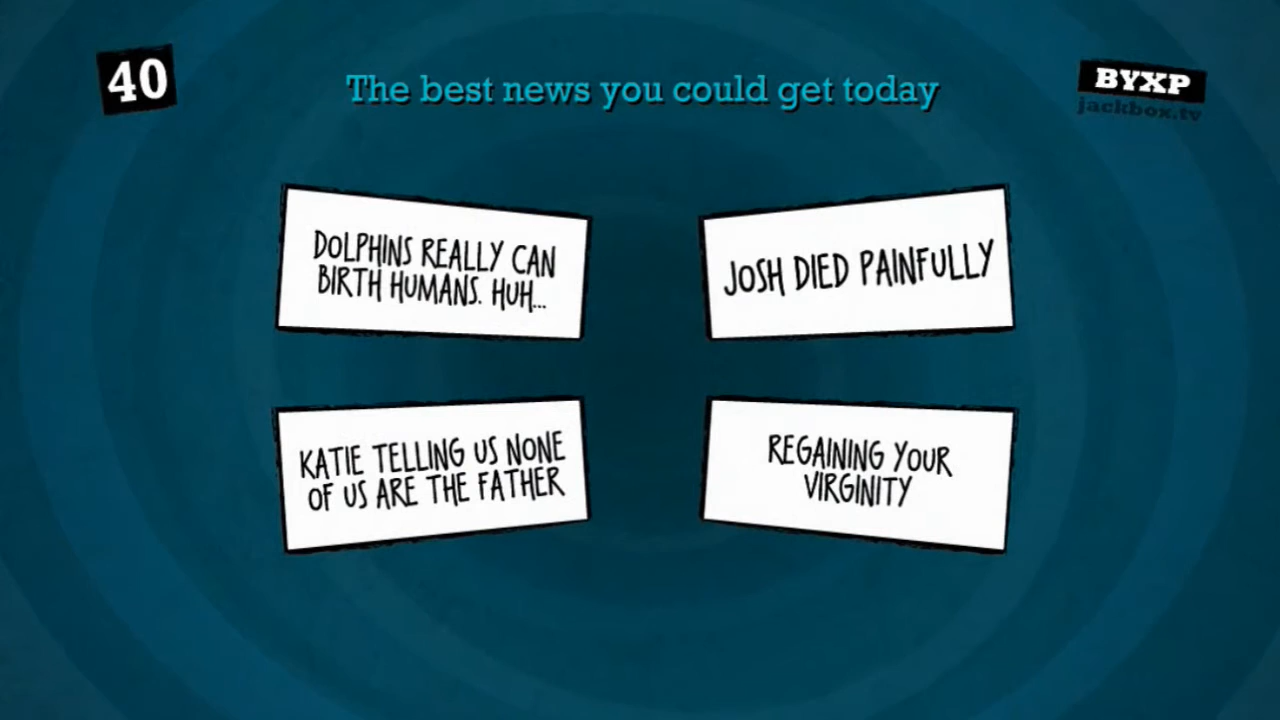 40
The best news you could get today
BYXP
jackbox.tv
DOLPHINS REALLY CAN
BIRTH HUMANS. HUH...
JOSH DIED PAINFULLY
KATIE TELLING US NONE
OF US ARE THE FATHER
REGAINING YOUR
VIRGINITY